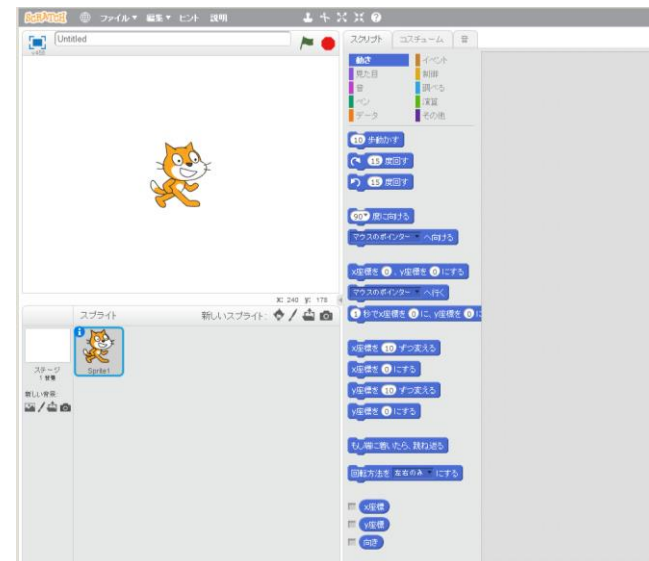 SCRATCH ファイル▼ 編集▼ ヒント 説明
Untitled
v455
スクリプト コスチューム 音
動き イベント
見た目 制御
音 調べる
ペン 演算
データ その他
10 歩動かす
15 度回す
15 度回す
90▼ 度に向ける
マウスのポインター へ向ける
x座標を 0 、y座標を 0 にする
マウスのポインター へ行く
1 秒でx座標を 0 に、y座標を 0 に
x座標を 10 ずつ変える
x座標を 0 にする
y座標を 10 ずつ変える
y座標を 0 にする
もし端に着いたら、跳ね返る
回転方法を 左右のみ にする
x座標
y座標
向き
x: 240 y: 178
スプライト 新しいスプライト:
ステージ
1 背景
新しい背景:
Sprite1